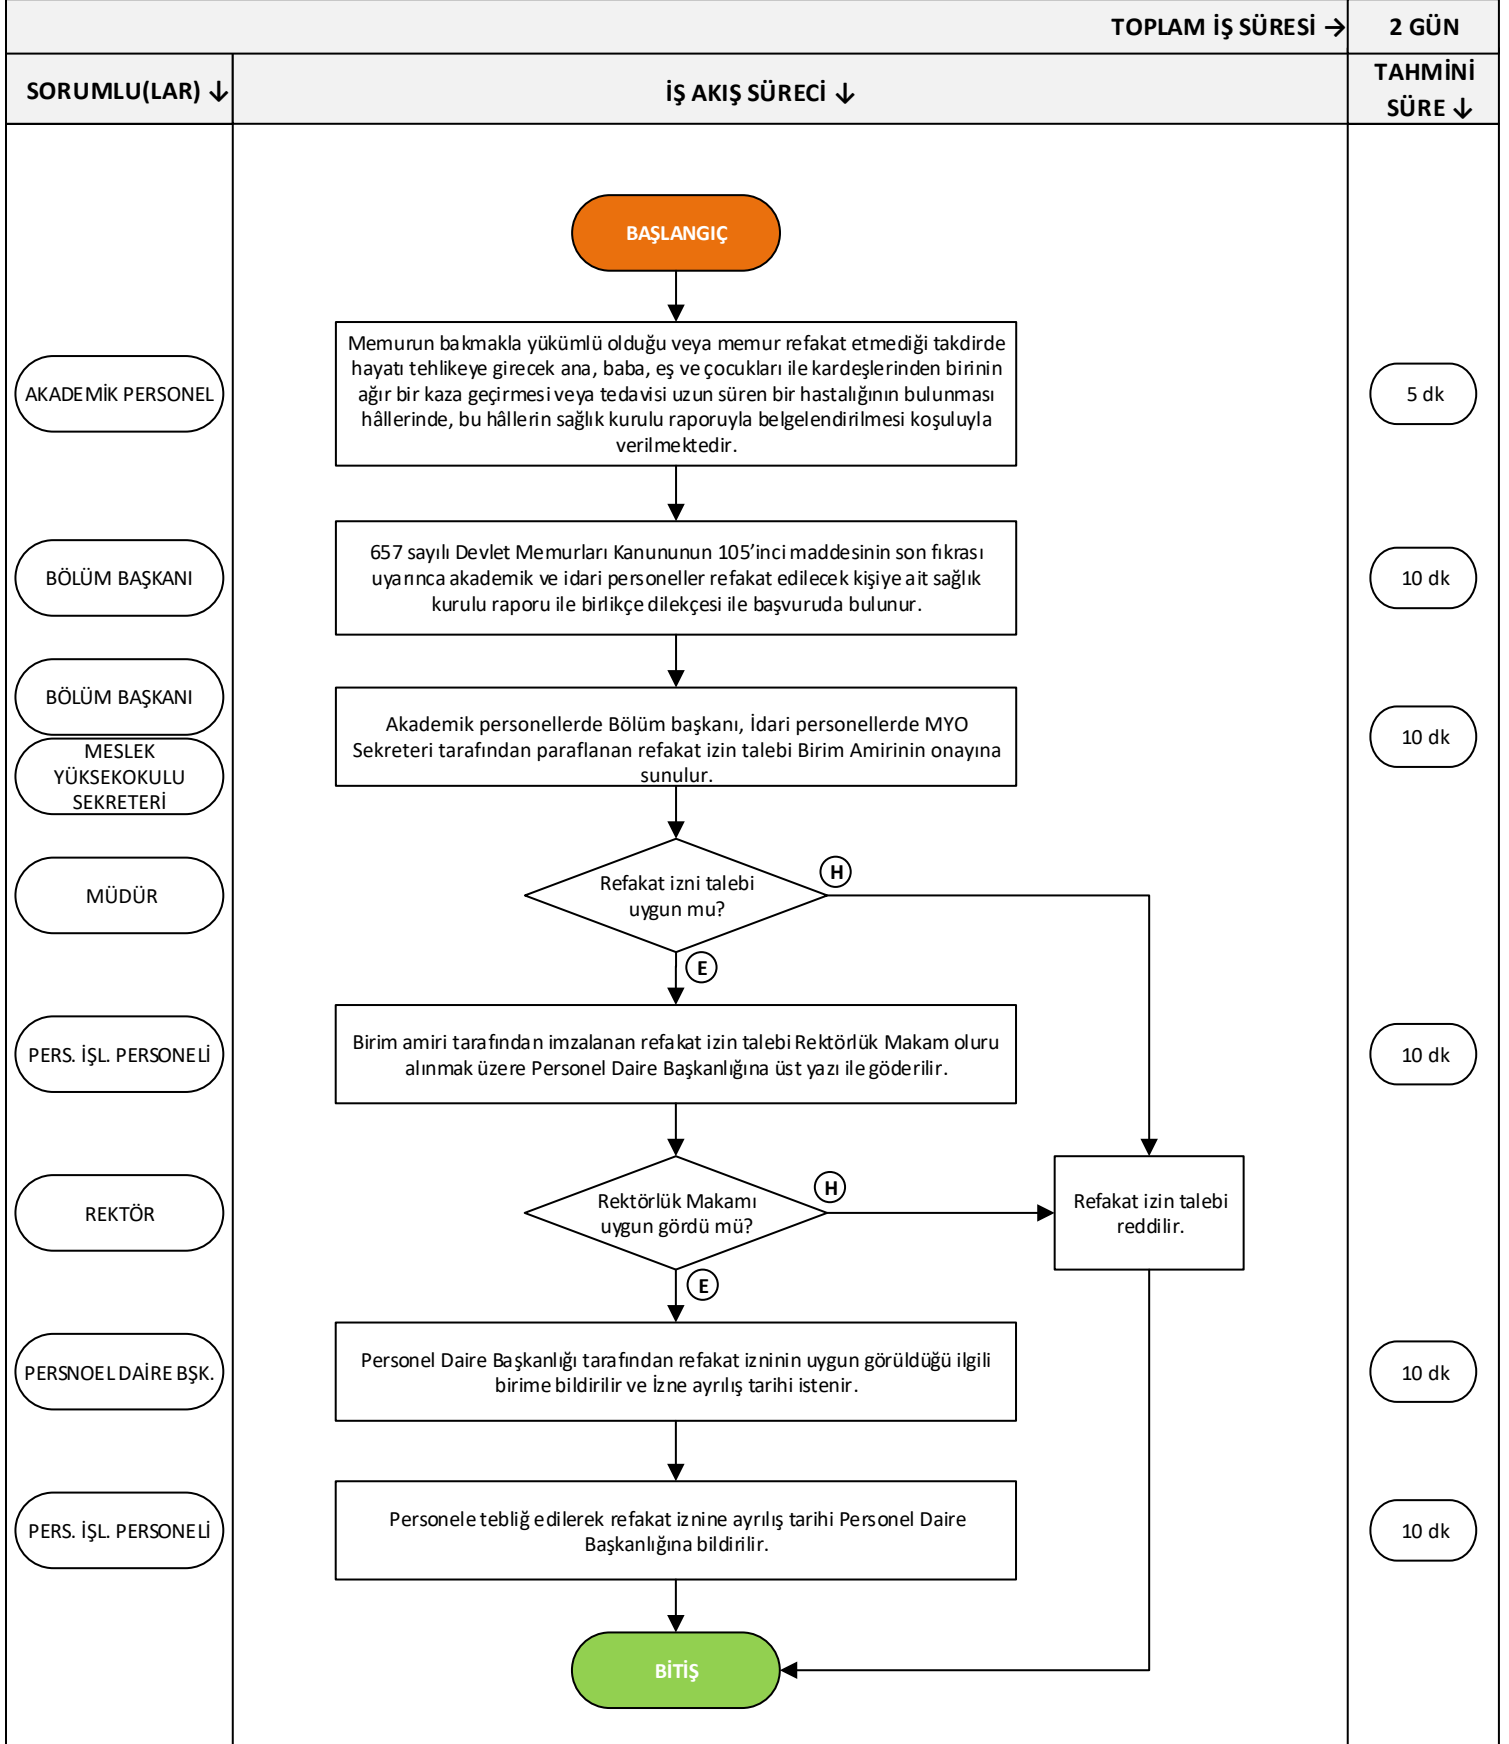 TOPLAM İŞ SÜRESİ →
2 GÜN
SORUMLU(LAR) ↓
İŞ AKIŞ SÜRECİ ↓
TAHMİNİ
SÜRE ↓
BAŞLANGIÇ
AKADEMİK PERSONEL
Memurun bakmakla yükümlü olduğu veya memur refakat etmediği takdirde
hayatı tehlikeye girecek ana, baba, eş ve çocukları ile kardeşlerinden birinin
ağır bir kaza geçirmesi veya tedavisi uzun süren bir hastalığının bulunması
hâllerinde, bu hâllerin sağlık kurulu raporuyla belgelendirilmesi koşuluyla
verilmektedir.
5 dk
BÖLÜM BAŞKANI
657 sayılı Devlet Memurları Kanununun 105’inci maddesinin son fıkrası
uyarınca akademik ve idari personeller refakat edilecek kişiye ait sağlık
kurulu raporu ile birlikçe dilekçesi ile başvuruda bulunur.
10 dk
BÖLÜM BAŞKANI
MESLEK
YÜKSEKOKULU
SEKRETERİ
Akademik personellerde Bölüm başkanı, İdari personellerde MYO
Sekreteri tarafından paraflanan refakat izin talebi Birim Amirinin onayına
sunulur.
10 dk
MÜDÜR
Refakat izni talebi
uygun mu?
H
E
PERS. İŞL. PERSONELİ
Birim amiri tarafından imzalanan refakat izin talebi Rektörlük Makam oluru
alınmak üzere Personel Daire Başkanlığına üst yazı ile göderilir.
10 dk
REKTÖR
Rektörlük Makamı
uygun gördü mü?
H
Refakat izin talebi
reddilir.
E
PERSNOEL DAİRE BŞK.
Personel Daire Başkanlığı tarafından refakat izninin uygun görüldüğü ilgili
birime bildirilir ve İzne ayrılış tarihi istenir.
10 dk
PERS. İŞL. PERSONELİ
Personele tebliğ edilerek refakat iznine ayrılış tarihi Personel Daire
Başkanlığına bildirilir.
10 dk
BİTİŞ